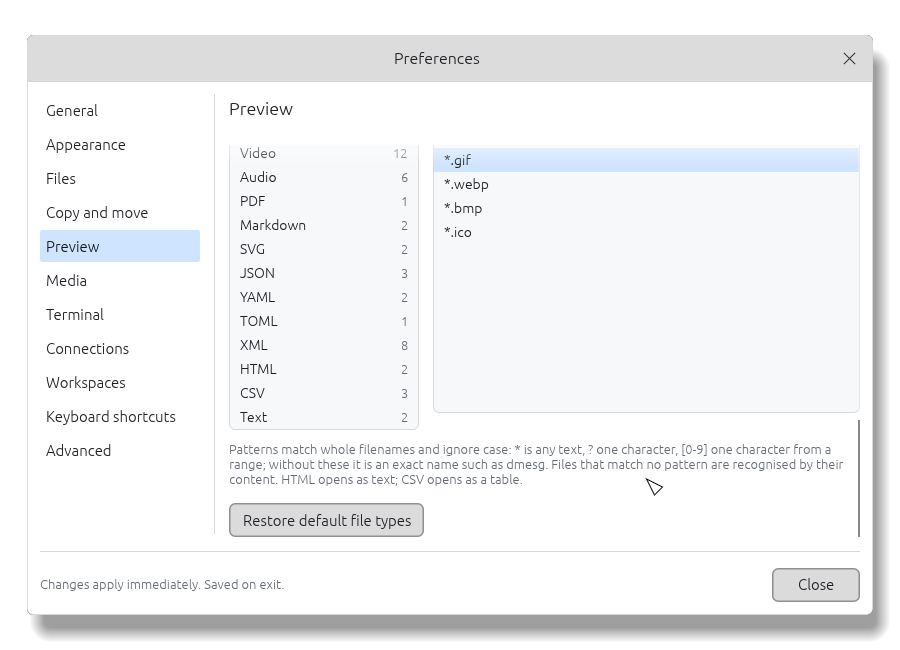 Preferences
General
Appearance
Files
Copy and move
Preview
Media
Terminal
Connections
Workspaces
Keyboard shortcuts
Advanced
Preview
Video 12
Audio 6
PDF 1
Markdown 2
SVG 2
JSON 3
YAML 2
TOML 1
XML 8
HTML 2
CSV 3
Text 2
*.gif
*.webp
*.bmp
*.ico
Patterns match whole filenames and ignore case: * is any text, ? one character, [0-9] one character from a
range; without these it is an exact name such as dmesg. Files that match no pattern are recognised by their
content. HTML opens as text; CSV opens as a table.
Restore default file types
Changes apply immediately. Saved on exit.
Close